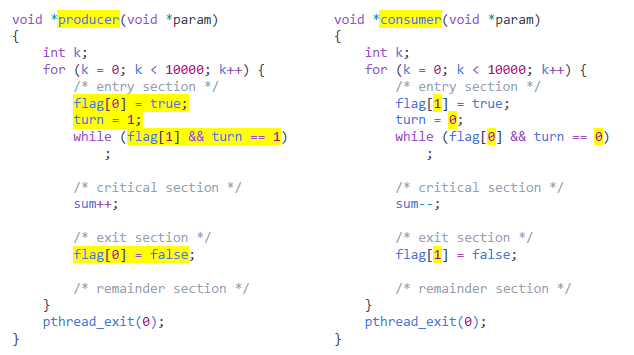 void *producer(void *param)
{
    int k;
    for (k = 0; k < 10000; k++) {
        /* entry section */
        flag[0] = true;
        turn = 1;
        while (flag[1] && turn == 1)
            ;

        /* critical section */
        sum++;

        /* exit section */
        flag[0] = false;

        /* remainder section */
    }
    pthread_exit(0);
}
void *consumer(void *param)
{
    int k;
    for (k = 0; k < 10000; k++) {
        /* entry section */
        flag[1] = true;
        turn = 0;
        while (flag[0] && turn == 0)
            ;

        /* critical section */
        sum--;

        /* exit section */
        flag[1] = false;

        /* remainder section */
    }
    pthread_exit(0);
}